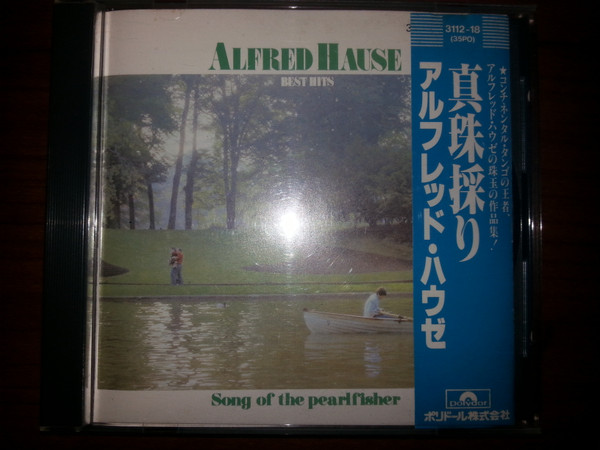 ALFRED HAUSE
BEST HITS
Song of the pearlfisher
3
3112-18
(35PO)
★コンチネンタル・タンゴの王者、
アルフレッド・ハウゼの珠玉の作品集!
真珠採り
アルフレッド・ハウゼ
Polydor
ポリドール株式会社